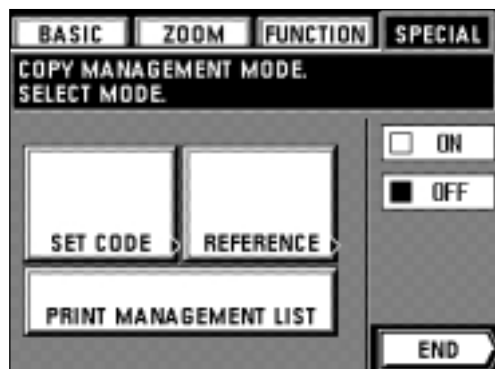 BASIC ZOOM FUNCTION SPECIAL
COPY MANAGEMENT MODE.
SELECT MODE.
ON
OFF
SET CODE REFERENCE
PRINT MANAGEMENT LIST
END